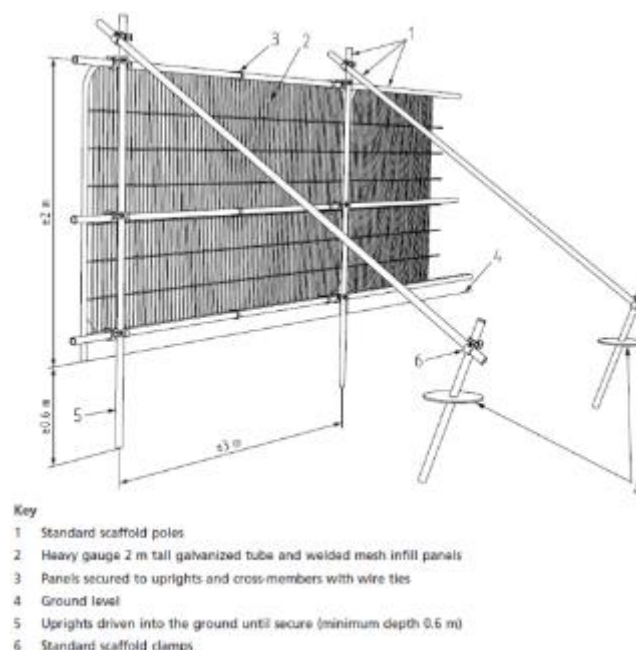 3
2
1
±2 m
4
6
5
±0.6 m
±3 m
Key
1 Standard scaffold poles
2 Heavy gauge 2 m tall galvanized tube and welded mesh infill panels
3 Panels secured to uprights and cross-members with wire ties
4 Ground level
5 Uprights driven into the ground until secure (minimum depth 0.6 m)
6 Standard scaffold clamps